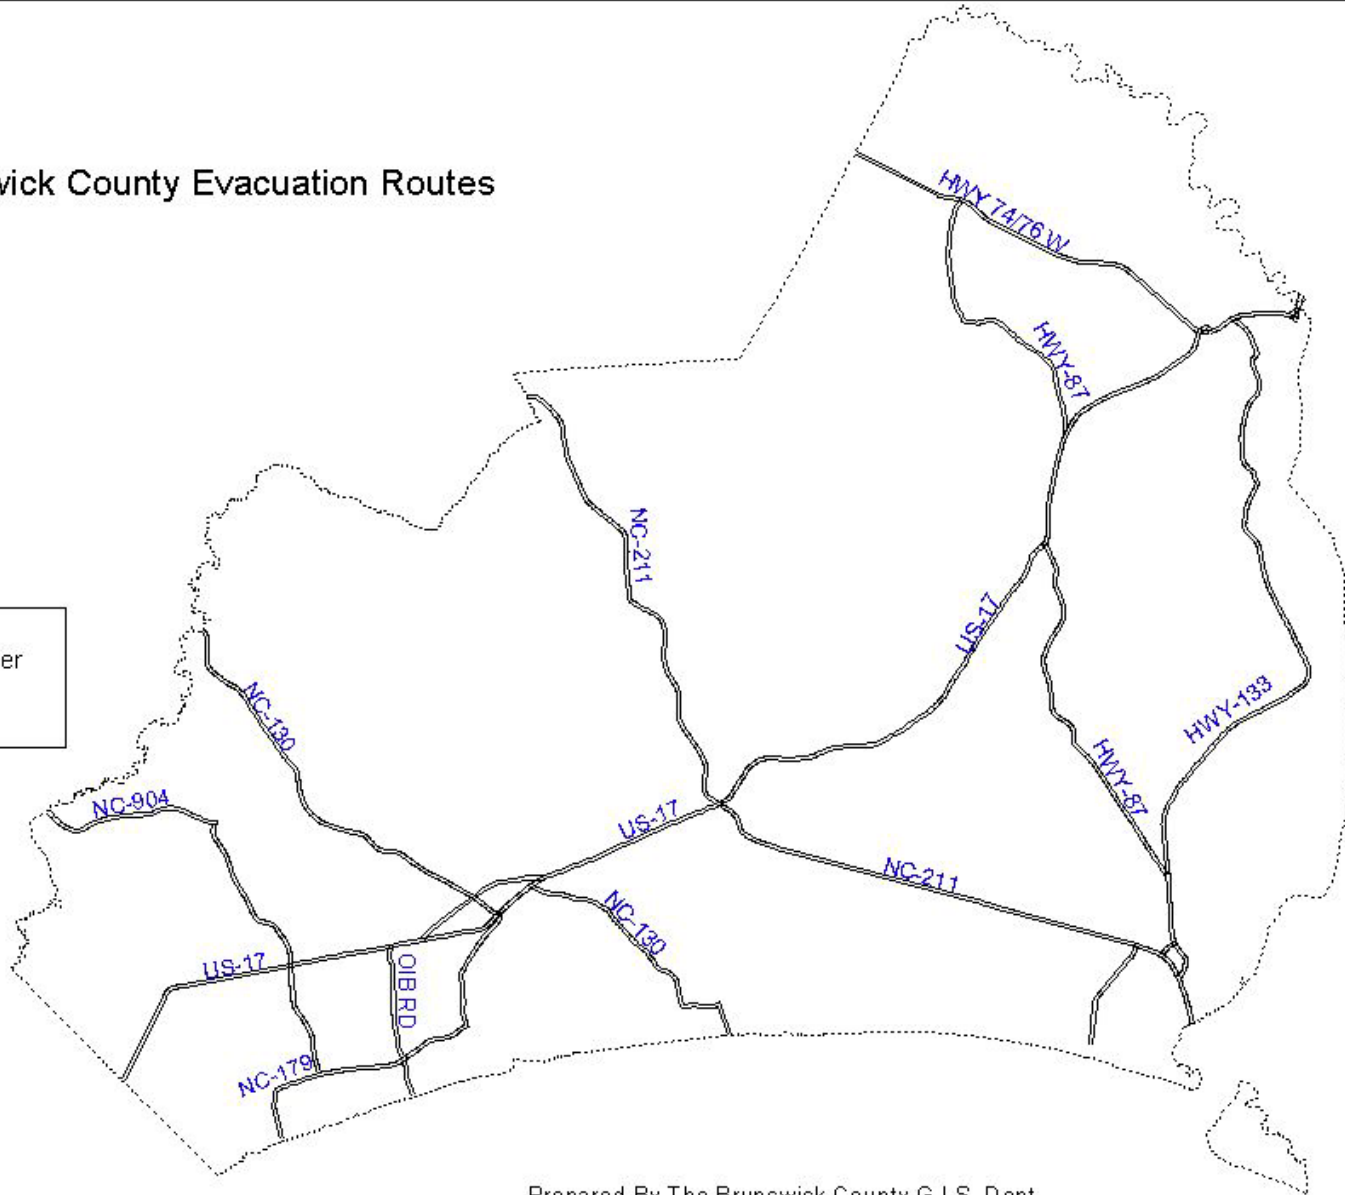 wick County Evacuation Routes
HWY 74/76 W
HWY-87
NC-211
US-17
er
NC-130
HWY-133
HWY-87
NC-904
US-17
NC-211
NC-130
US-17
OIB RD
NC-179
Prepared By The Brunswick County G.I.S. Dept.